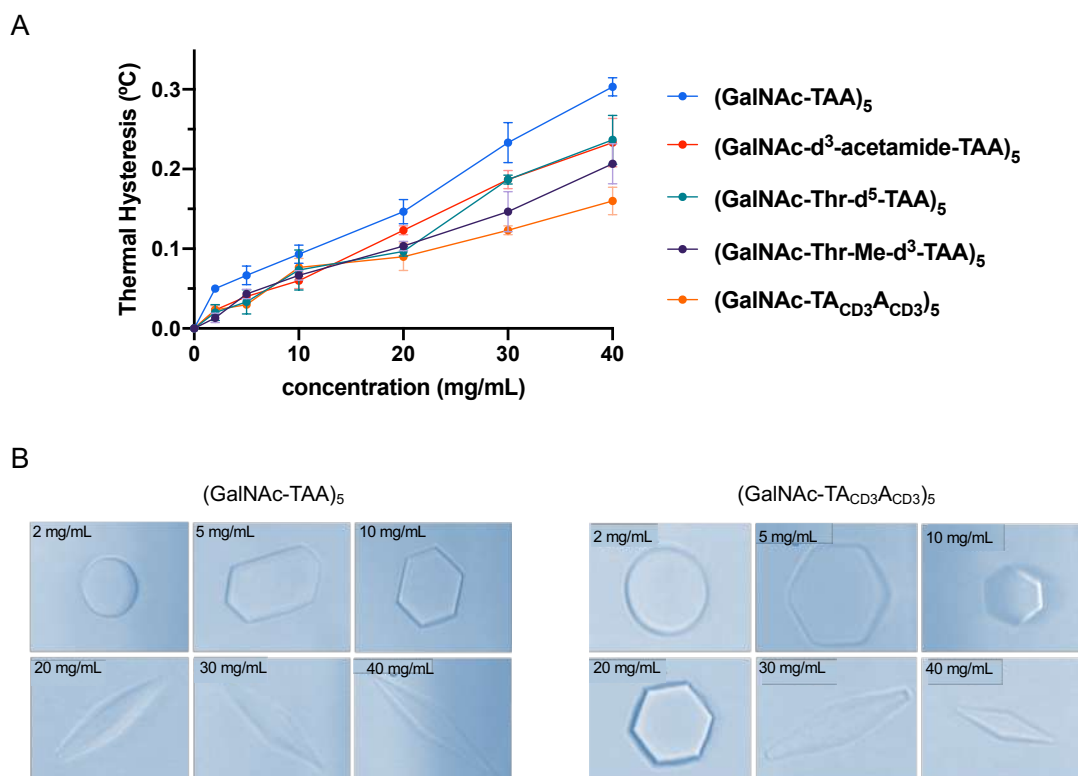 A
Thermal Hysteresis (ºC)
0.3
0.2
0.1
0.0
0
10
20
30
40
concentration (mg/mL)
(GalNAc-TAA)5
(GalNAc-d3-acetamide-TAA)5
(GalNAc-Thr-d5-TAA)5
(GalNAc-Thr-Me-d3-TAA)5
(GalNAc-TACD3ACD3)5
B
(GalNAc-TAA)5
2 mg/mL
5 mg/mL
10 mg/mL
20 mg/mL
30 mg/mL
40 mg/mL
(GalNAc-TACD3ACD3)5
2 mg/mL
5 mg/mL
10 mg/mL
20 mg/mL
30 mg/mL
40 mg/mL